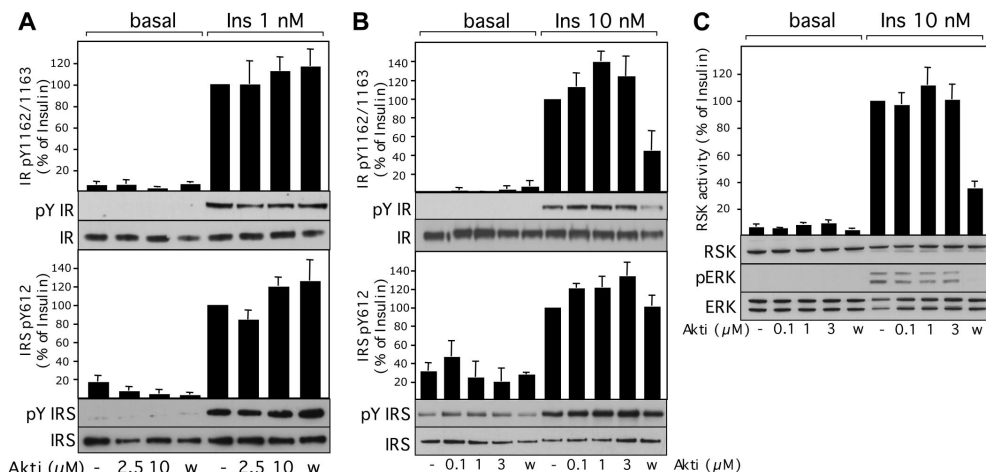 A
basal
Ins 1 nM
IR pY1162/1163
(% of Insulin)
120
100
80
60
40
20
pY IR
IR
IRS pY612
(% of Insulin)
120
100
80
60
40
20
pY IRS
IRS
Akti (μM) - 2.5 10 w - 2.5 10 w
B
basal
Ins 10 nM
IR pY1162/1163
(% of Insulin)
140
120
100
80
60
40
20
pY IR
IR
IRS pY612
(% of Insulin)
140
120
100
80
60
40
20
pY IRS
IRS
- 0.1 1 3 w - 0.1 1 3 w Akti (μM)
C
basal
Ins 10 nM
RSK activity (% of Insulin)
120
100
80
60
40
20
RSK
pERK
ERK
Akti (μM) - 0.1 1 3 w - 0.1 1 3 w